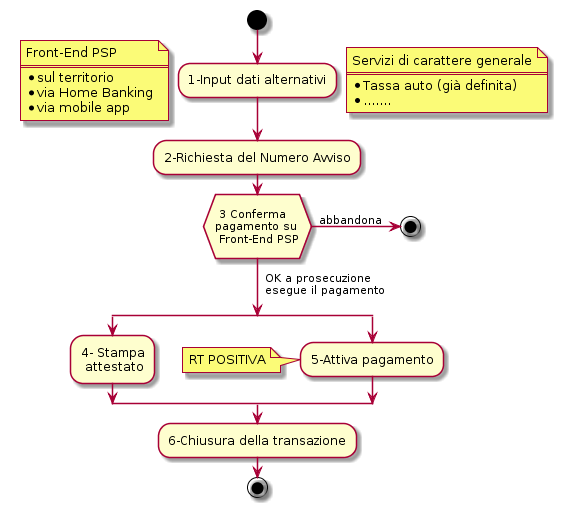 Front-End PSP
sul territorio
via Home Banking
via mobile app
1-Input dati alternativi
Servizi di carattere generale
Tassa auto (già definita)
.......
2-Richiesta del Numero Avviso
3 Conferma
pagamento su
Front-End PSP
abbandona
OK a prosecuzione
esegue il pagamento
4- Stampa
attestato
RT POSITIVA
5-Attiva pagamento
6-Chiusura della transazione